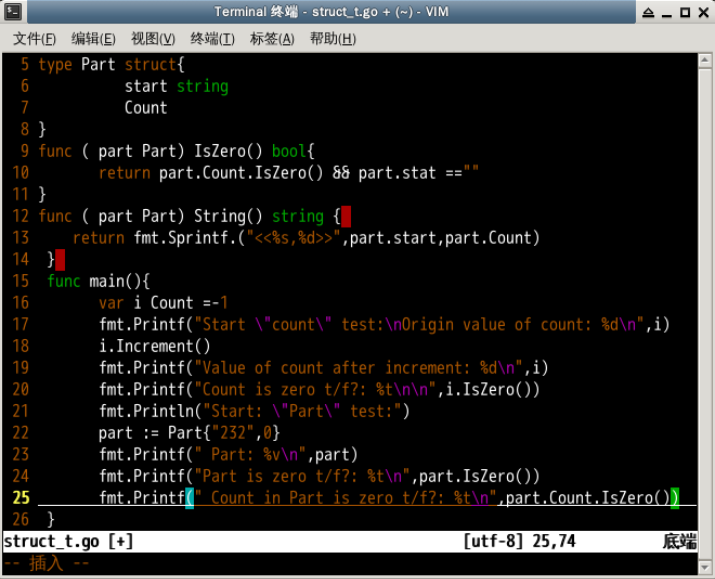 Terminal 终端 - struct_t.go + (~) - VIM
文件(F) 编辑(E) 视图(V) 终端(T) 标签(A) 帮助(H)
5 type Part struct{
6 start string
7 Count
8 }
9 func ( part Part) IsZero() bool{
10 return part.Count.IsZero() && part.stat ==""
11 }
12 func ( part Part) String() string {
13 return fmt.Sprintf.("<<%s,%d>>",part.start,part.Count)
14 }
15 func main(){
16 var i Count =-1
17 fmt.Printf("Start \"count\" test:\nOrigin value of count: %d\n",i)
18 i.Increment()
19 fmt.Printf("Value of count after increment: %d\n",i)
20 fmt.Printf("Count is zero t/f?: %t\n\n",i.IsZero())
21 fmt.Println("Start: \"Part\" test:")
22 part := Part{"232",0}
23 fmt.Printf(" Part: %v\n",part)
24 fmt.Printf("Part is zero t/f?: %t\n",part.IsZero())
25 fmt.Printf(" Count in Part is zero t/f?: %t\n",part.Count.IsZero())
26 }
struct_t.go [+] [utf-8] 25,74 底端
-- 插入 --